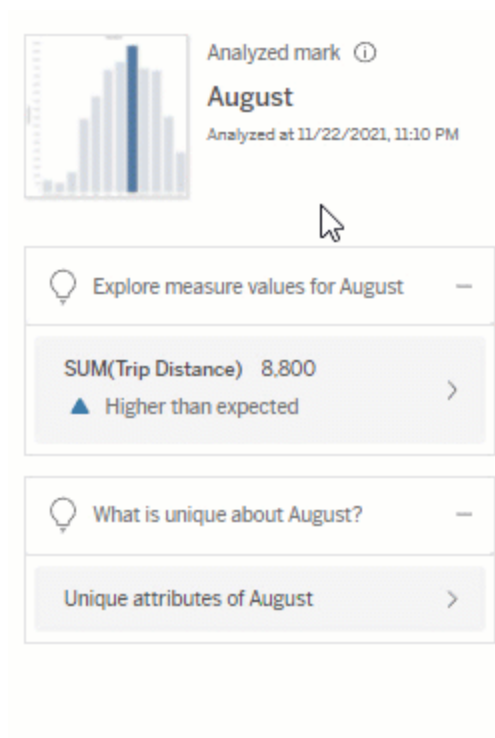 Analyzed mark
August
Analyzed at 11/22/2021, 11:10 PM
Explore measure values for August
SUM(Trip Distance) 8,800
Higher than expected
What is unique about August?
Unique attributes of August